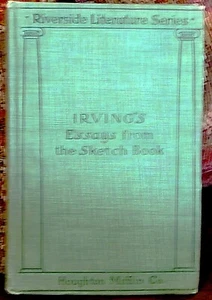 Riverside Literature Series
IRVING'S
Essays from
the Sketch Book
Houghton Mifflin Co